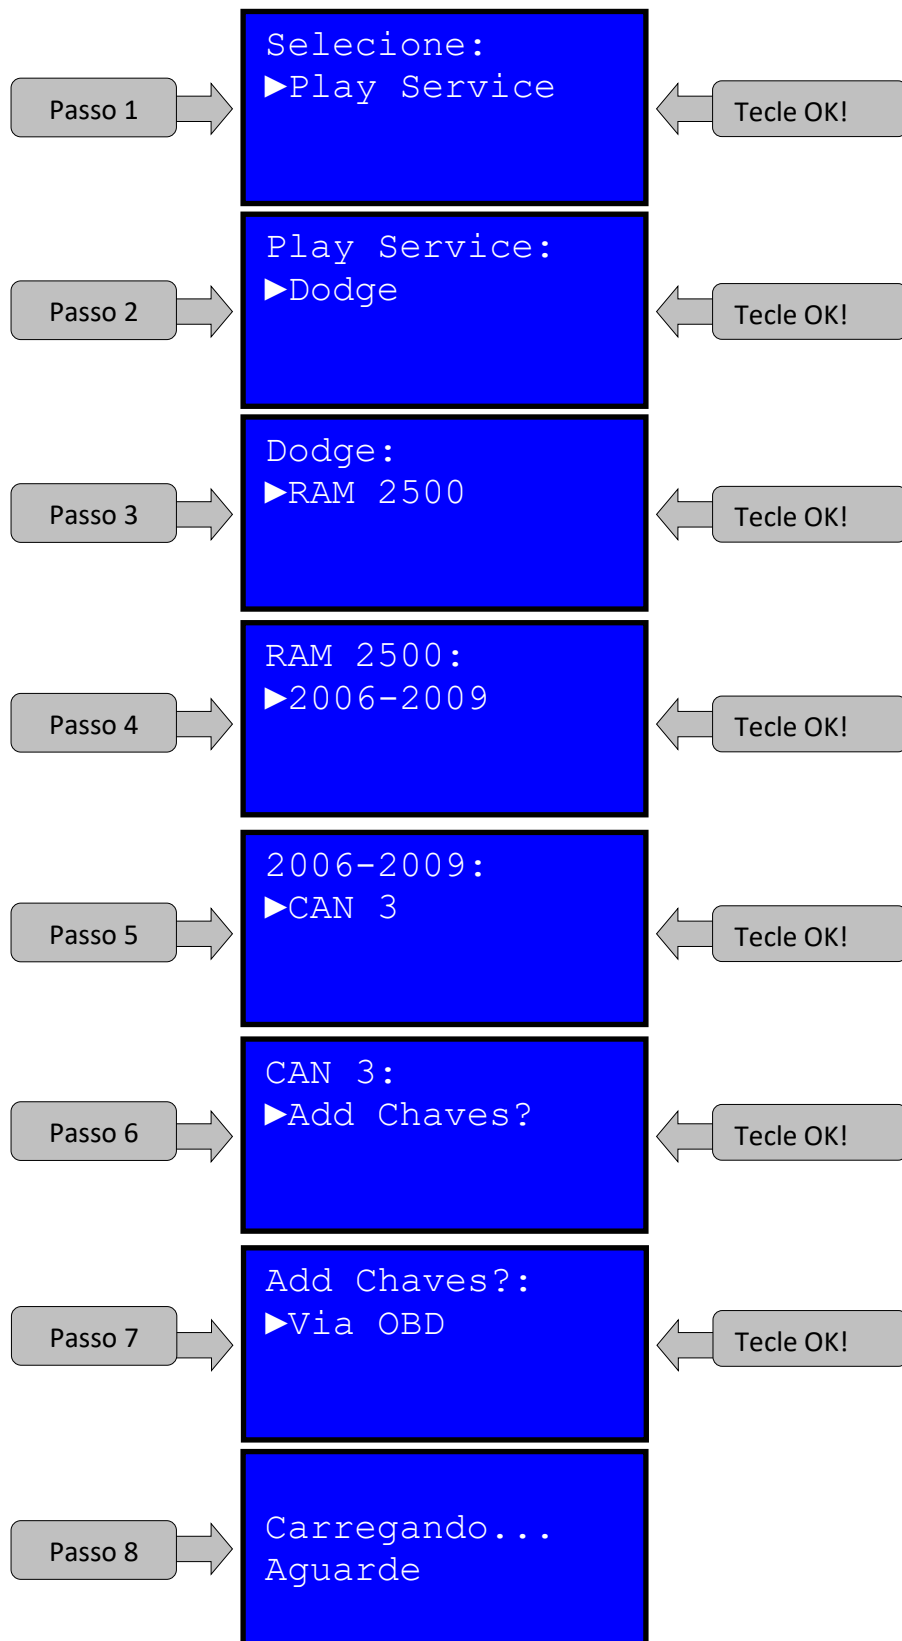 Passo 1
Selecione:
►Play Service
Tecle OK!
Passo 2
Play Service:
►Dodge
Tecle OK!
Passo 3
Dodge:
►RAM 2500
Tecle OK!
Passo 4
RAM 2500:
►2006-2009
Tecle OK!
Passo 5
2006-2009:
►CAN 3
Tecle OK!
Passo 6
CAN 3:
►Add Chaves?
Tecle OK!
Passo 7
Add Chaves?:
►Via OBD
Tecle OK!
Passo 8
Carregando...
Aguarde